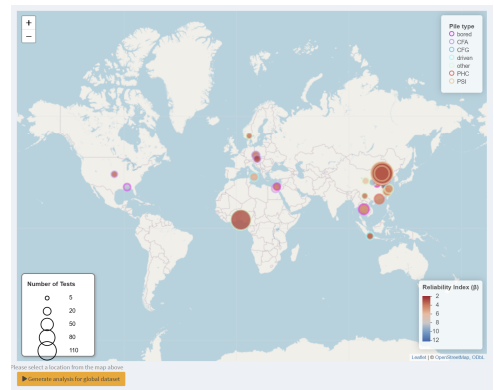 +
−
Pile type
bored
CFA
CFG
driven
other
PHC
PSI
Number of Tests
5
20
50
80
110
Reliability Index (β)
2
4
6
8
10
12
Leaflet | © OpenStreetMap, ODbL
Please select a location from the map above
Generate analysis for global dataset